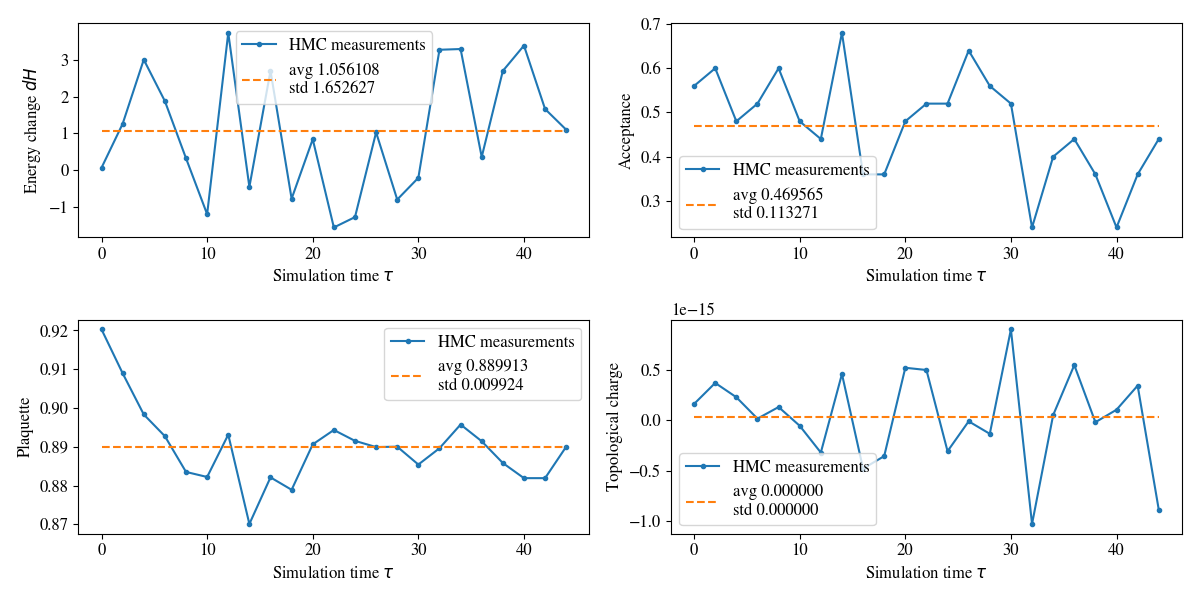 Energy change dH
3
2
1
0
−1
HMC measurements
avg 1.056108
std 1.652627
0 10 20 30 40
Simulation time τ
Acceptance
0.7
0.6
0.5
0.4
0.3
HMC measurements
avg 0.469565
std 0.113271
0 10 20 30 40
Simulation time τ
Plaquette
0.92
0.91
0.90
0.89
0.88
0.87
HMC measurements
avg 0.889913
std 0.009924
0 10 20 30 40
Simulation time τ
1e−15
Topological charge
0.5
0.0
−0.5
−1.0
HMC measurements
avg 0.000000
std 0.000000
0 10 20 30 40
Simulation time τ